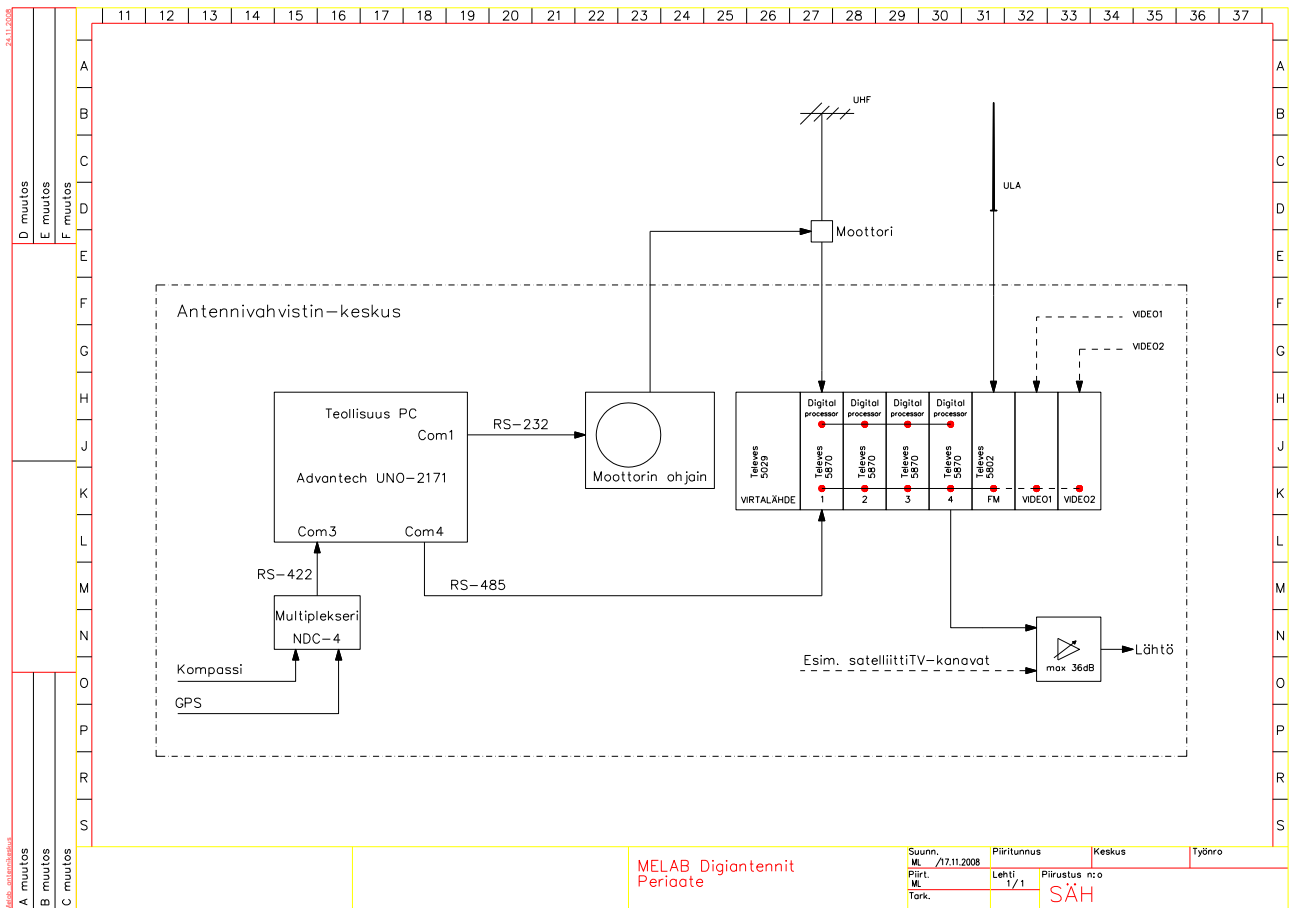 24.11.2008
11 12 13 14 15 16 17 18 19 20 21 22 23 24 25 26 27 28 29 30 31 32 33 34 35 36 37
A A
B B
C C
D D
E E
F F
G G
H H
J J
K K
L L
M M
N N
O O
P P
R R
S S
D muutos
E muutos
F muutos
A muutos
B muutos
C muutos
UHF
ULA
Moottori
Antennivahvistin-keskus
VIDEO1
VIDEO2
Teollisuus PC
Com1
Advantech UNO-2171
Com3
Com4
RS-232
Moottorin ohjain
Televes
5029
VIRTALÄHDE
Digital
processor
Televes
5870
1
Digital
processor
Televes
5870
2
Digital
processor
Televes
5870
3
Digital
processor
Televes
5870
4
Televes
5802
FM
VIDEO1
VIDEO2
RS-422
RS-485
Multiplekseri
NDC-4
Kompassi
GPS
Esim. satelliittiTV-kanavat
max 36dB
Lähtö
MELAB Digiantennit
Periaate
Suunn.
ML /17.11.2008
Piiritunnus
Keskus
Työnro
Piirt.
ML
Lehti
1/1
Piirustus n:o
SÄH
Tark.